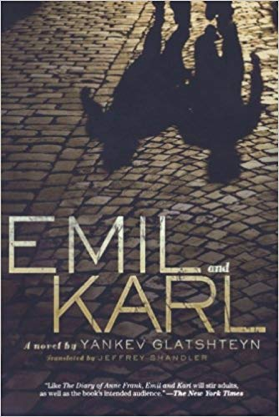 EMIL
and
KARL
A novel by YANKEV GLATSHTEYN
Translated by JEFFREY SHANDLER
"Like The Diary of Anne Frank, Emil and Karl will stir adults,
as well as the book's intended audience." —The New York Times